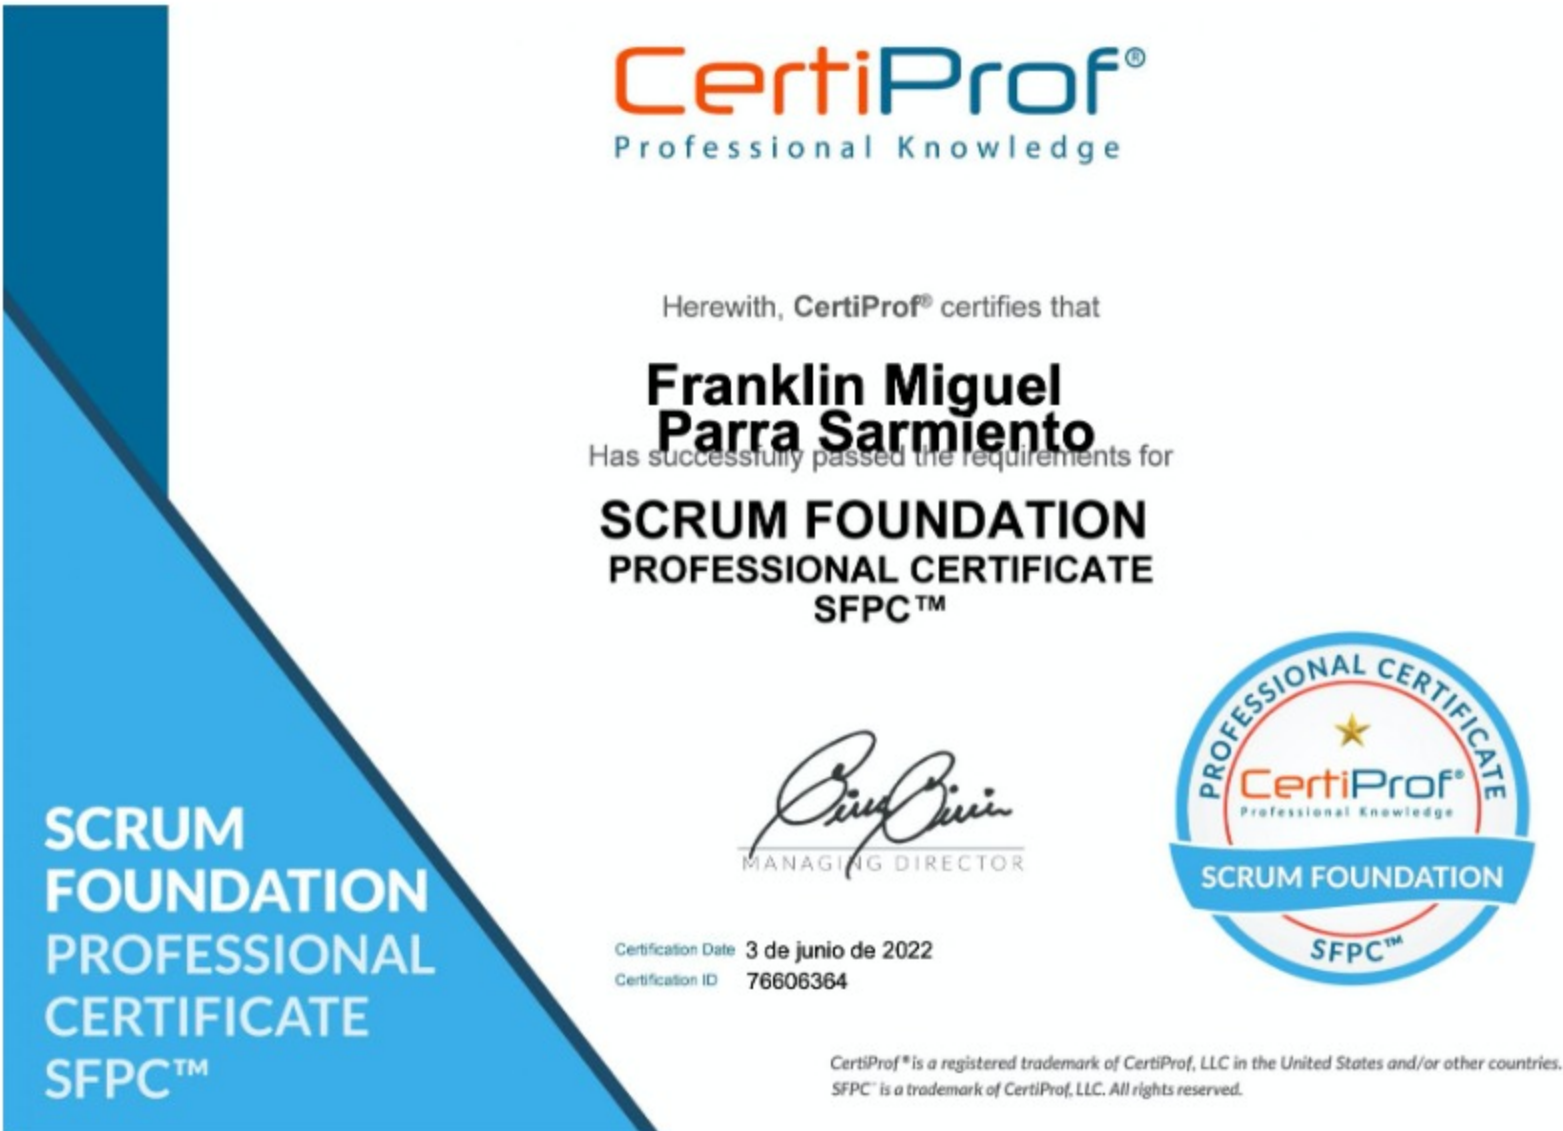 CertiProf®
Professional Knowledge
Herewith, CertiProf® certifies that
Franklin Miguel
Parra Sarmiento
Has successfully passed the requirements for
SCRUM FOUNDATION
PROFESSIONAL CERTIFICATE
SFPC™
MANAGING DIRECTOR
Certification Date 3 de junio de 2022
Certification ID 76606364
SCRUM
FOUNDATION
PROFESSIONAL
CERTIFICATE
SFPC™
PROFESSIONAL CERTIFICATE
CertiProf®
Professional Knowledge
SCRUM FOUNDATION
SFPC™
CertiProf® is a registered trademark of CertiProf, LLC in the United States and/or other countries.
SFPC™ is a trademark of CertiProf, LLC. All rights reserved.